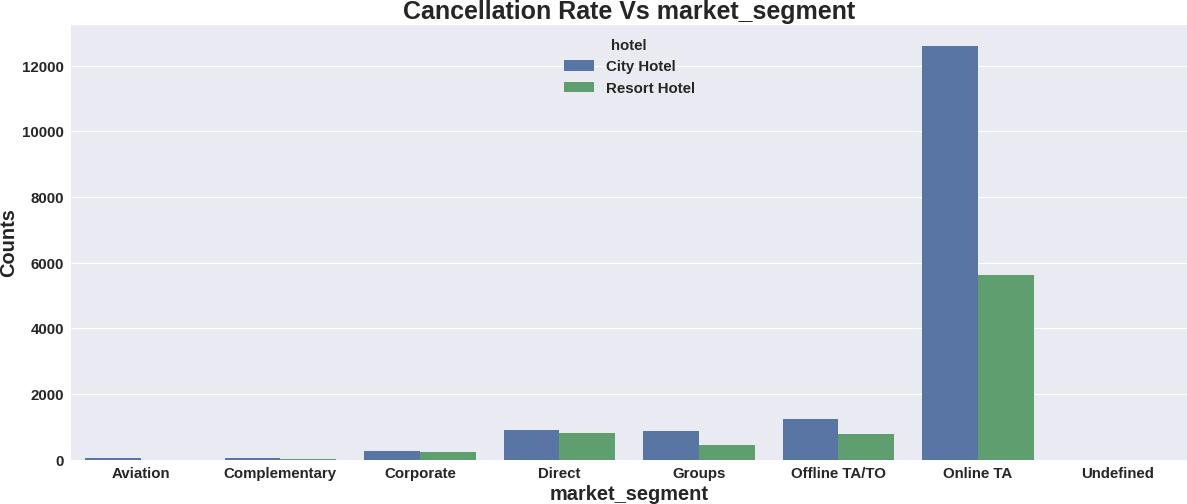 Cancellation Rate Vs market_segment
hotel
City Hotel
Resort Hotel
12000
10000
8000
6000
4000
2000
0
Counts
Aviation Complementary Corporate Direct Groups Offline TA/TO Online TA Undefined
market_segment